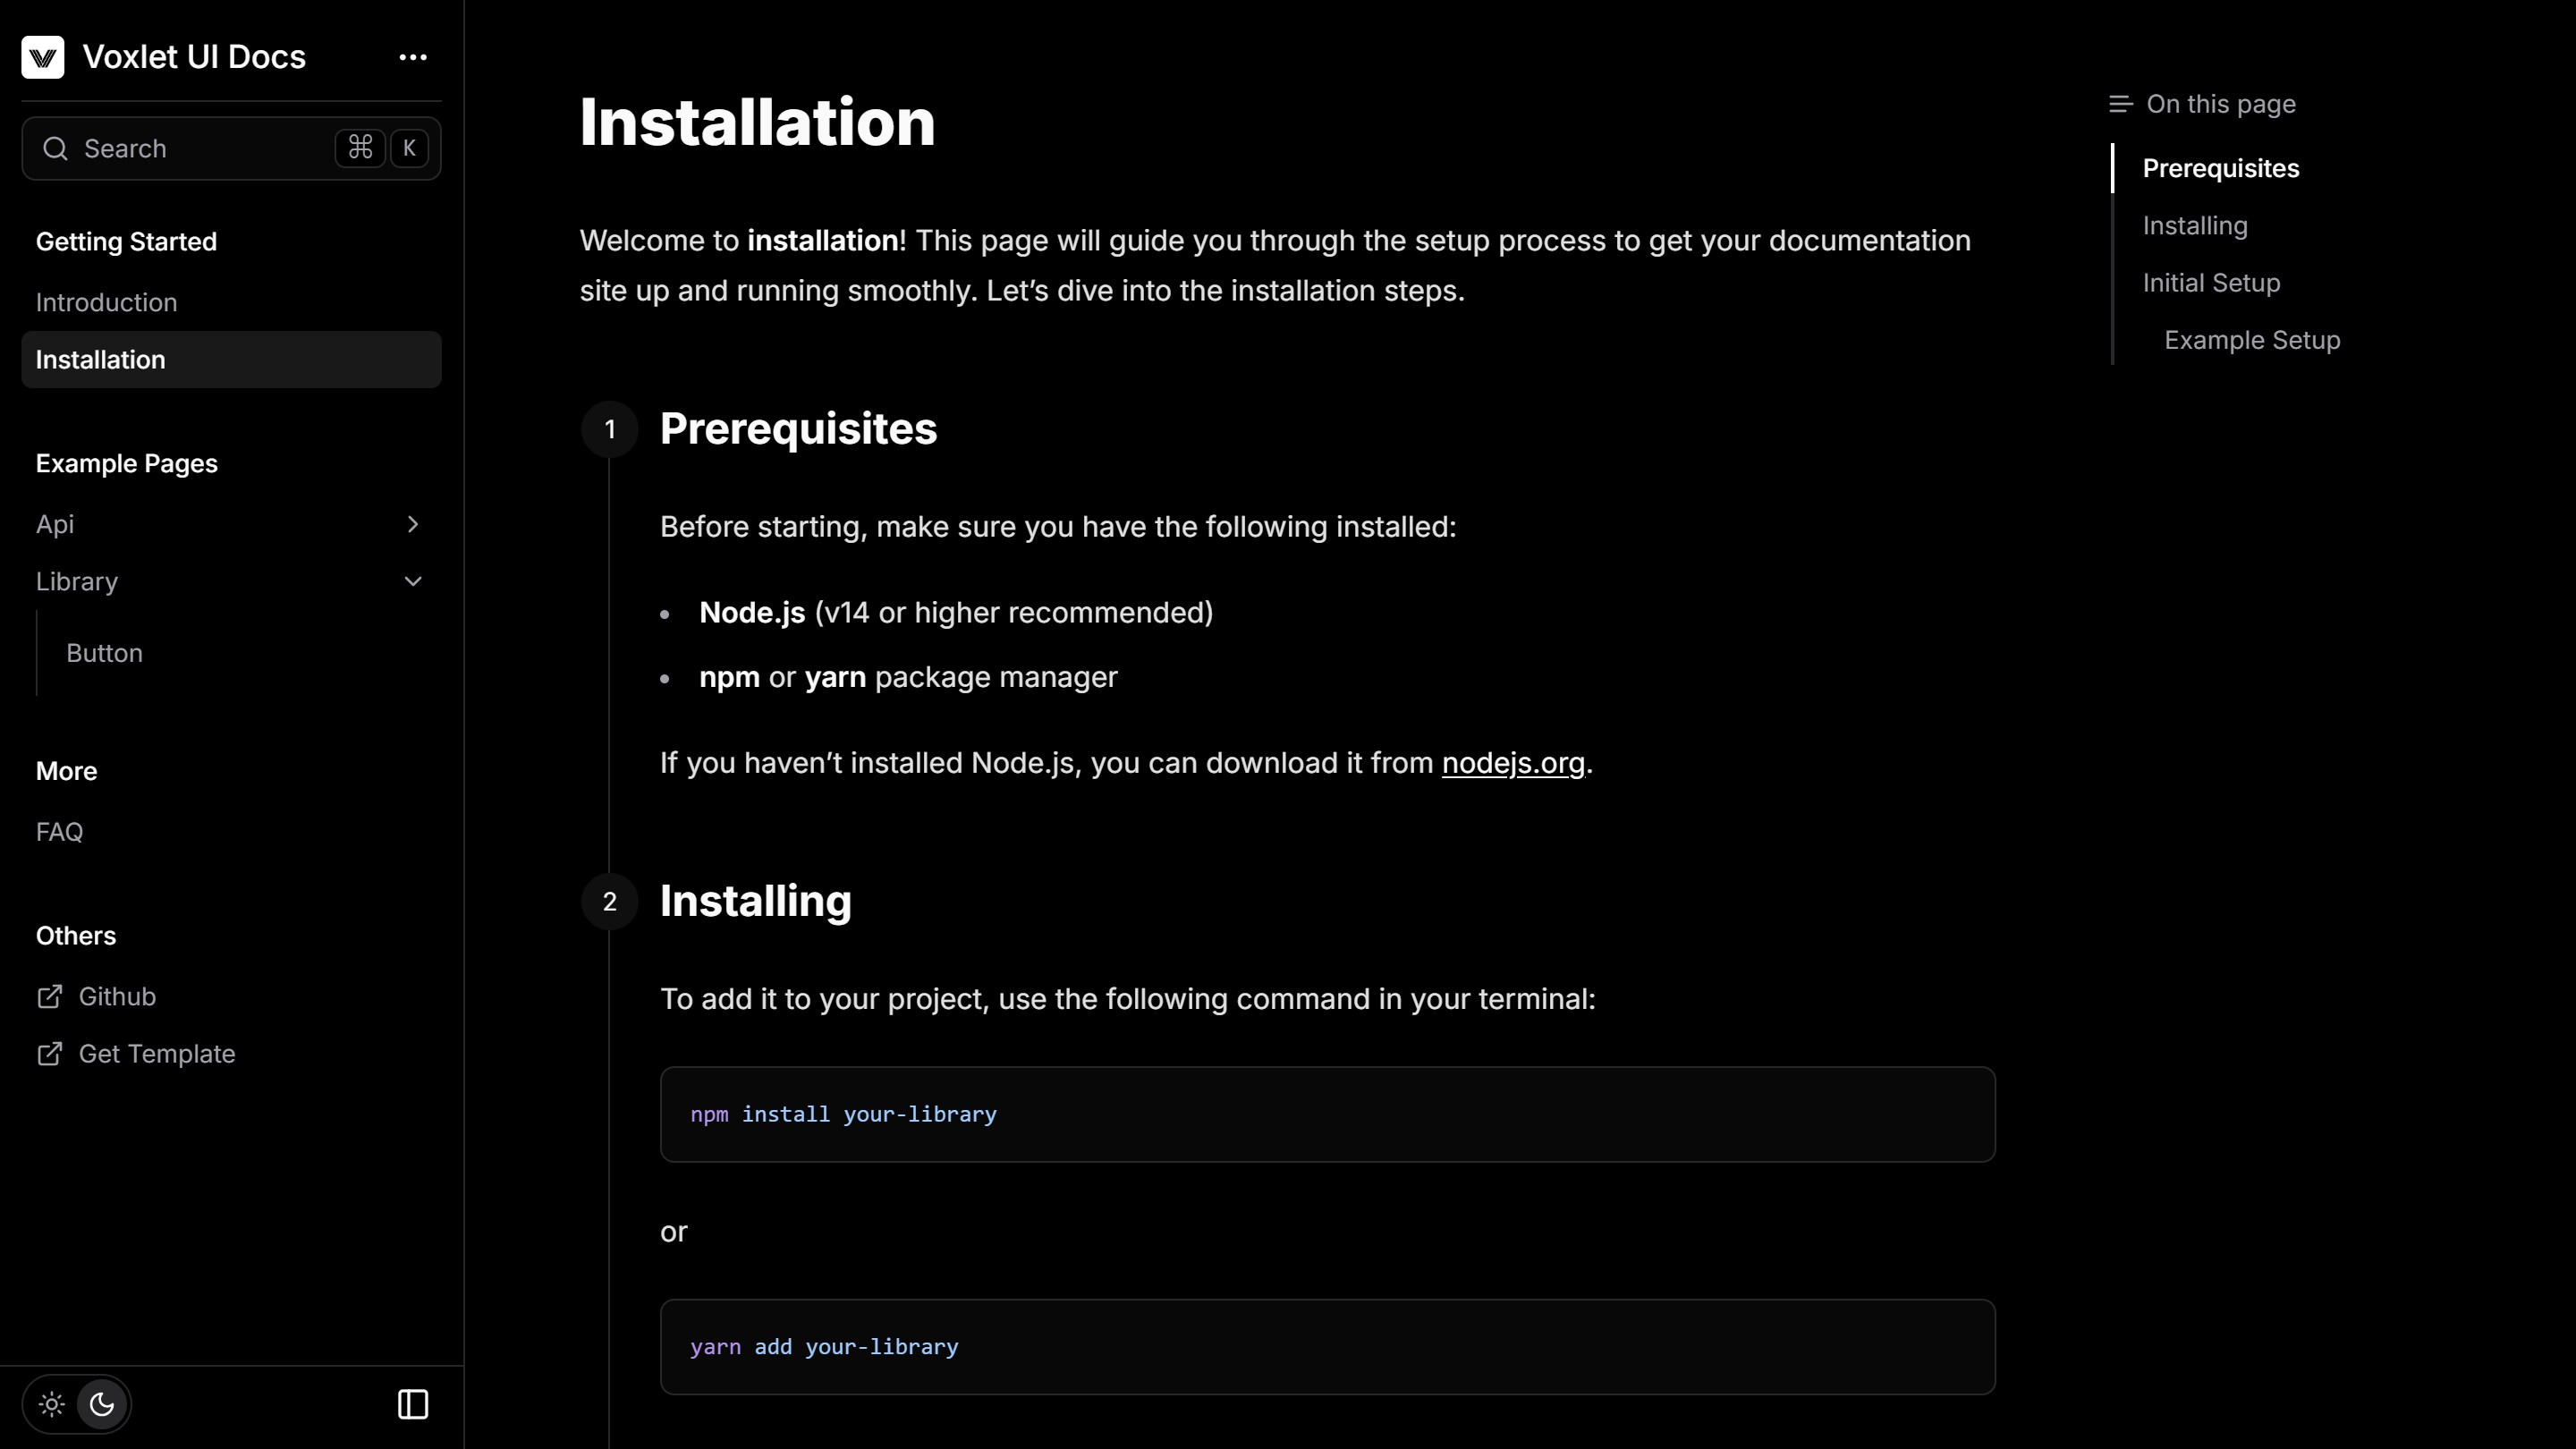 Voxlet UI Docs
Search
⌘ K
Getting Started
Introduction
Installation
Example Pages
Api
Library
Button
More
FAQ
Others
Github
Get Template
Installation
Welcome to installation! This page will guide you through the setup process to get your documentation
site up and running smoothly. Let’s dive into the installation steps.
1 Prerequisites
Before starting, make sure you have the following installed:
• Node.js (v14 or higher recommended)
• npm or yarn package manager
If you haven’t installed Node.js, you can download it from nodejs.org.
2 Installing
To add it to your project, use the following command in your terminal:
npm install your-library
or
yarn add your-library
On this page
Prerequisites
Installing
Initial Setup
Example Setup